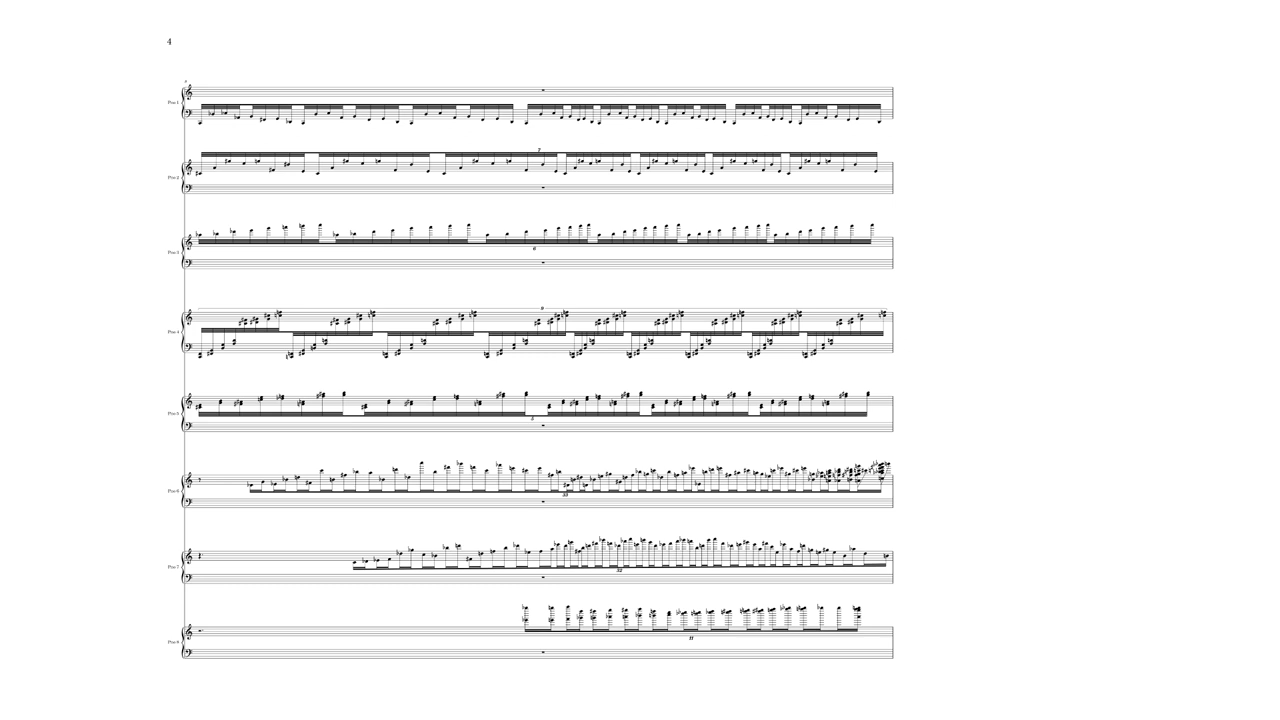 4
Pno 1
7
Pno 2
6
Pno 3
9
Pno 4
Pno 5
5
Pno 6
33
Pno 7
32
Pno 8
11